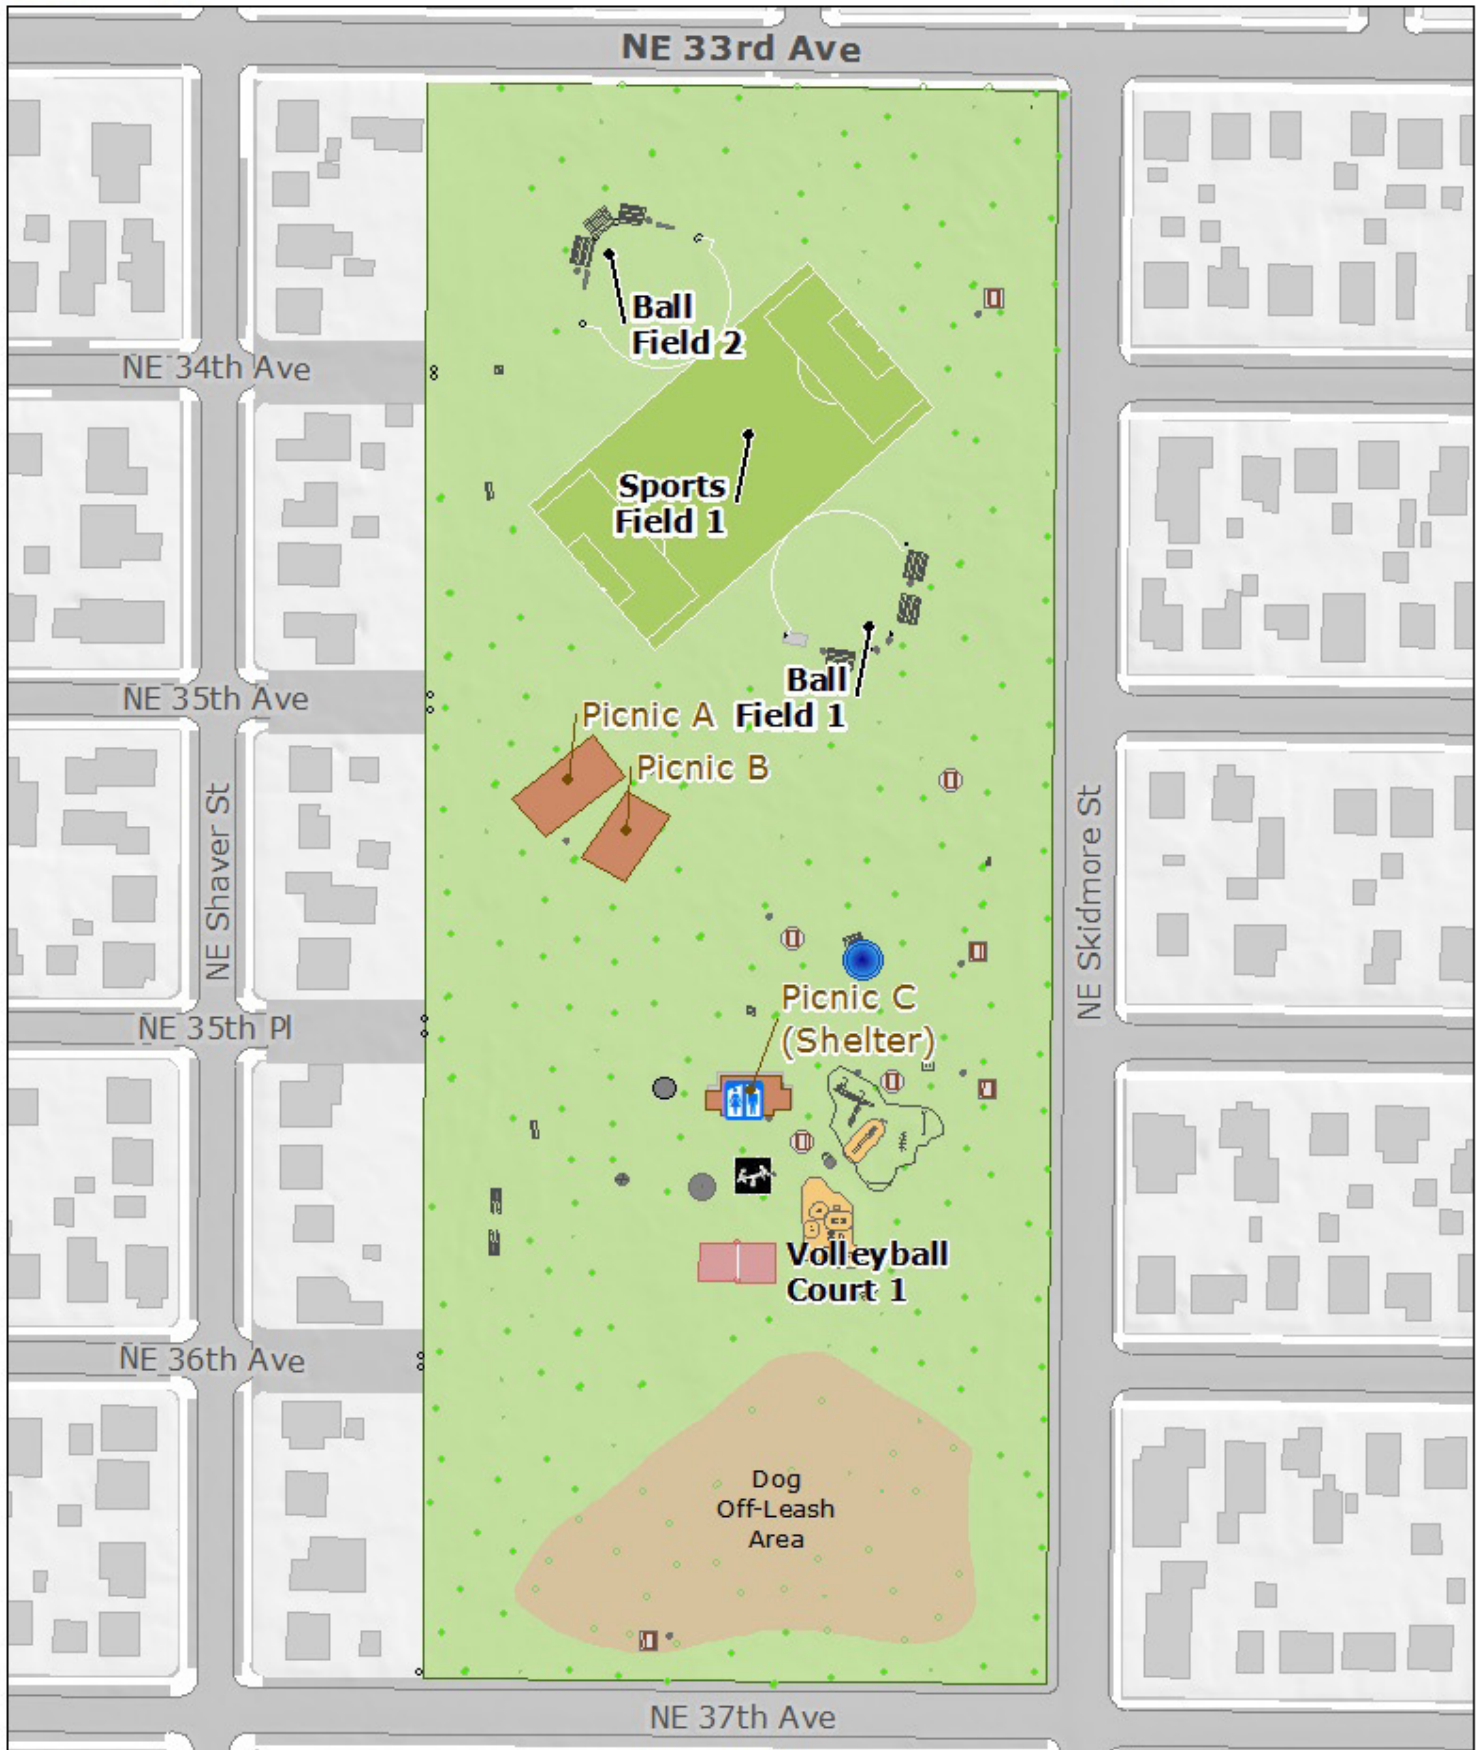 NE 33rd Ave
Ball
Field 2
NE 34th Ave
Sports
Field 1
Ball
Field 1
NE 35th Ave
Picnic A
Picnic B
NE Shaver St
NE Skidmore St
Picnic C
(Shelter)
NE 35th Pl
Volleyball
Court 1
NE 36th Ave
Dog
Off-Leash
Area
NE 37th Ave